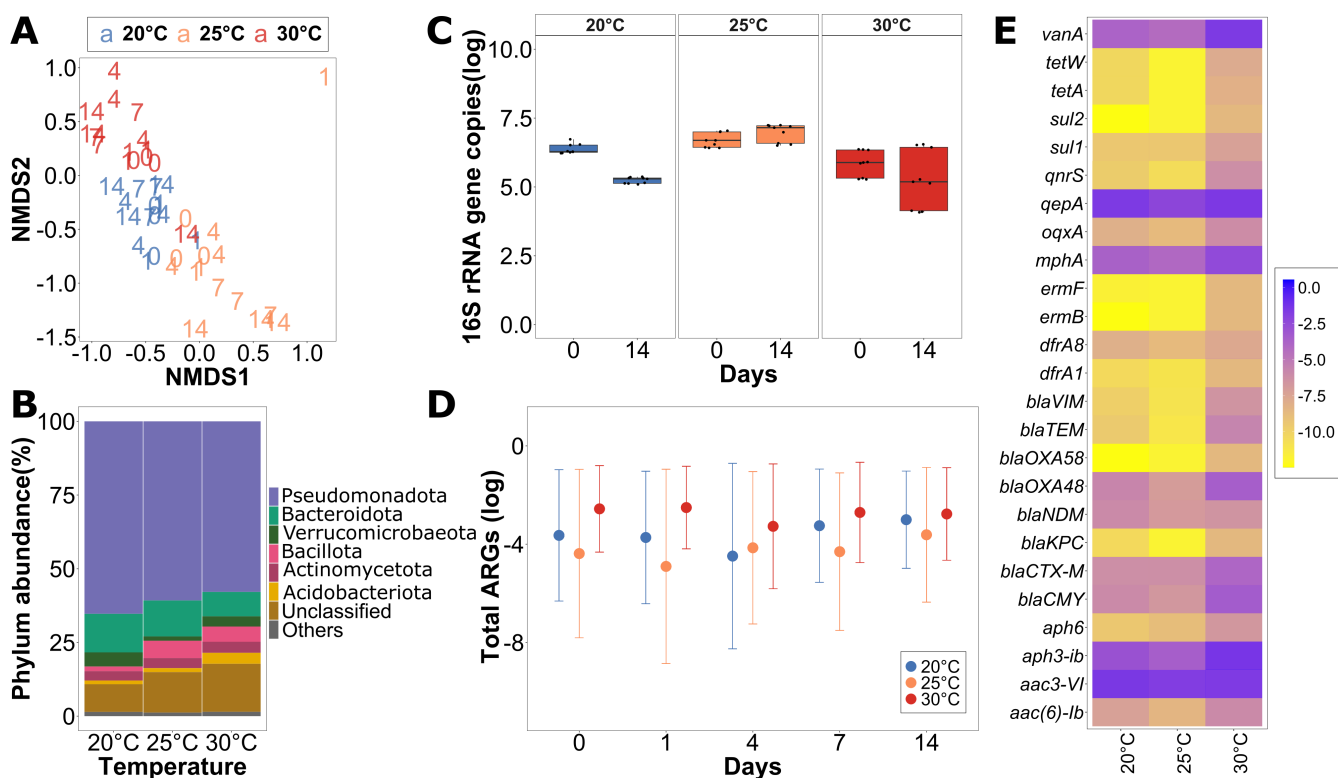 A
a 20°C a 25°C a 30°C
NMDS2
1.0
0.5
0.0
-0.5
-1.0
-1.5
-1.0 -0.5 0.0 0.5 1.0
NMDS1
B
Phylum abundance(%)
100
75
50
25
0
20°C 25°C 30°C
Temperature
Pseudomonadota
Bacteroidota
Verrucomicrobaeota
Bacillota
Actinomycetota
Acidobacteriota
Unclassified
Others
C
20°C 25°C 30°C
16S rRNA gene copies(log)
10.0
7.5
5.0
2.5
0.0
0 14 0 14 0 14
Days
D
Total ARGs (log)
0
-4
-8
20°C
25°C
30°C
0 1 4 7 14
Days
E
vanA
tetW
tetA
sul2
sul1
qnrS
qepA
oqxA
mphA
ermF
ermB
dfrA8
dfrA1
blaVIM
blaTEM
blaOXA58
blaOXA48
blaNDM
blaKPC
blaCTX-M
blaCMY
aph6
aph3-ib
aac3-VI
aac(6)-Ib
20°C 25°C 30°C
0.0
-2.5
-5.0
-7.5
-10.0